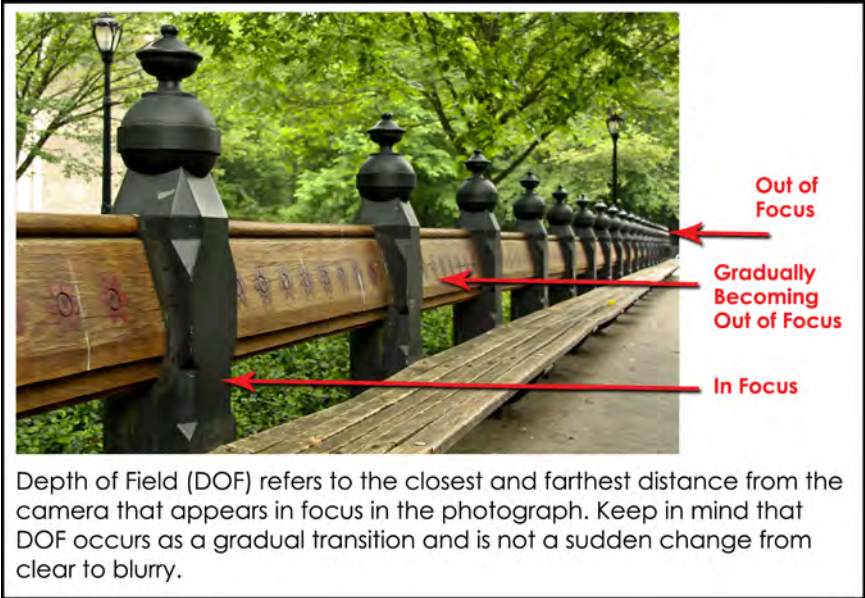 Out of
Focus
Gradually
Becoming
Out of Focus
In Focus
Depth of Field (DOF) refers to the closest and farthest distance from the
camera that appears in focus in the photograph. Keep in mind that
DOF occurs as a gradual transition and is not a sudden change from
clear to blurry.